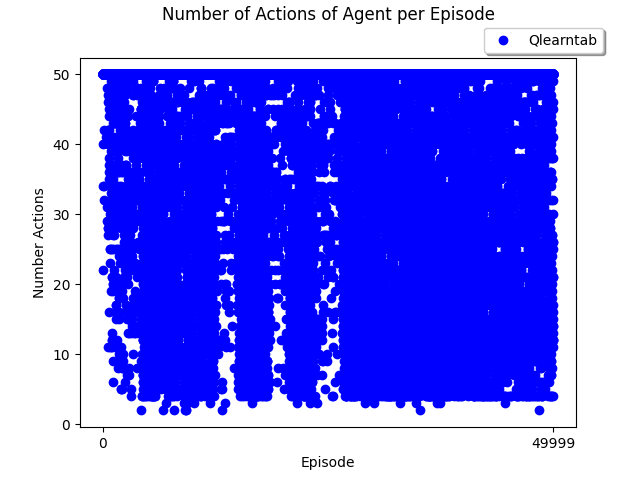 Number of Actions of Agent per Episode
Qlearntab
50
40
30
20
10
0
Number Actions
0 49999
Episode